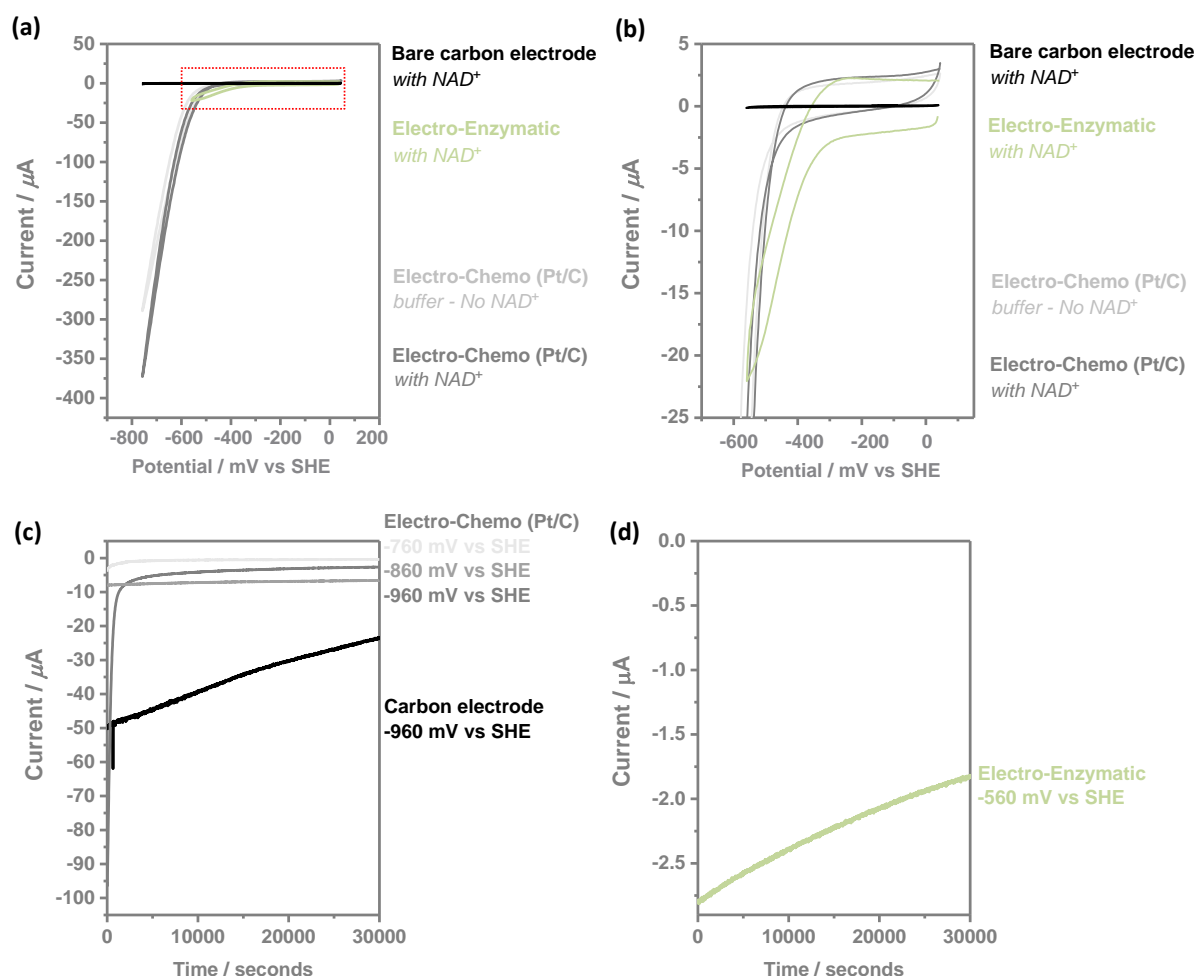 (a)
50
0
-50
-100
-150
-200
-250
-300
-350
-400
Current / μA
-800 -600 -400 -200 0 200
Potential / mV vs SHE
Bare carbon electrode
with NAD+
Electro-Enzymatic
with NAD+
Electro-Chemo (Pt/C)
buffer - No NAD+
Electro-Chemo (Pt/C)
with NAD+
(b)
5
0
-5
-10
-15
-20
-25
Current / μA
-600 -400 -200 0
Potential / mV vs SHE
Bare carbon electrode
with NAD+
Electro-Enzymatic
with NAD+
Electro-Chemo (Pt/C)
buffer - No NAD+
Electro-Chemo (Pt/C)
with NAD+
(c)
0
-10
-20
-30
-40
-50
-60
-70
-80
-90
-100
Current / μA
0 10000 20000 30000
Time / seconds
Electro-Chemo (Pt/C)
-760 mV vs SHE
-860 mV vs SHE
-960 mV vs SHE
Carbon electrode
-960 mV vs SHE
(d)
0.0
-0.5
-1.0
-1.5
-2.0
-2.5
Current / μA
0 10000 20000 30000
Time / seconds
Electro-Enzymatic
-560 mV vs SHE